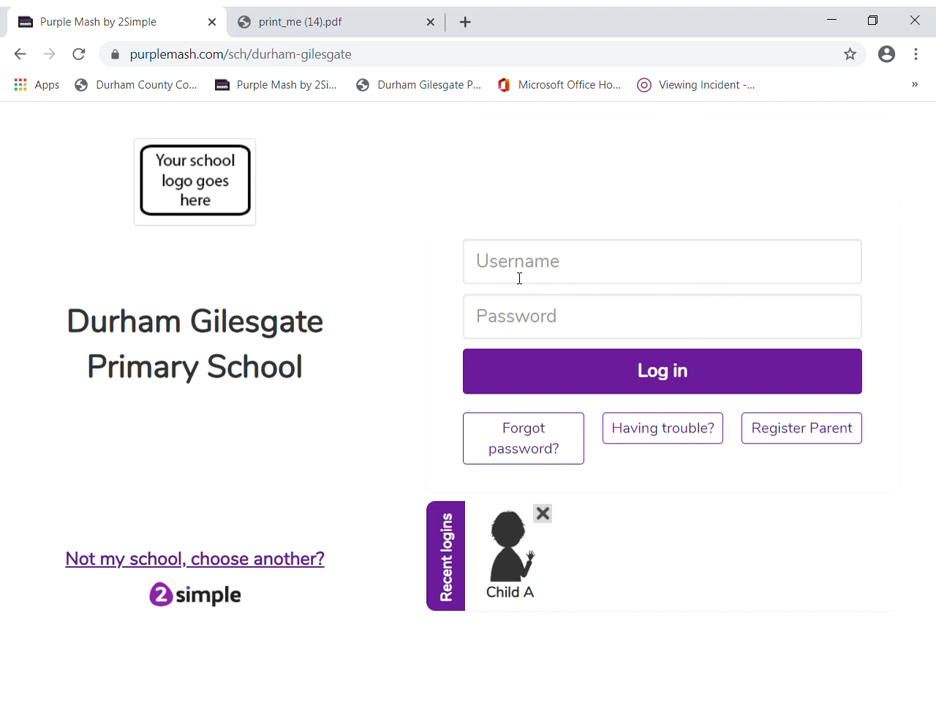 Purple Mash by 2Simple
print_me (14).pdf
purplemash.com/sch/durham-gilesgate
Apps
Durham County Co...
Purple Mash by 2Si...
Durham Gilesgate P...
Microsoft Office Ho...
Viewing Incident -...
»
Your school
logo goes
here
Durham Gilesgate
Primary School
Not my school, choose another?
2simple
Username
Password
Log in
Forgot
password?
Having trouble?
Register Parent
Recent logins
Child A